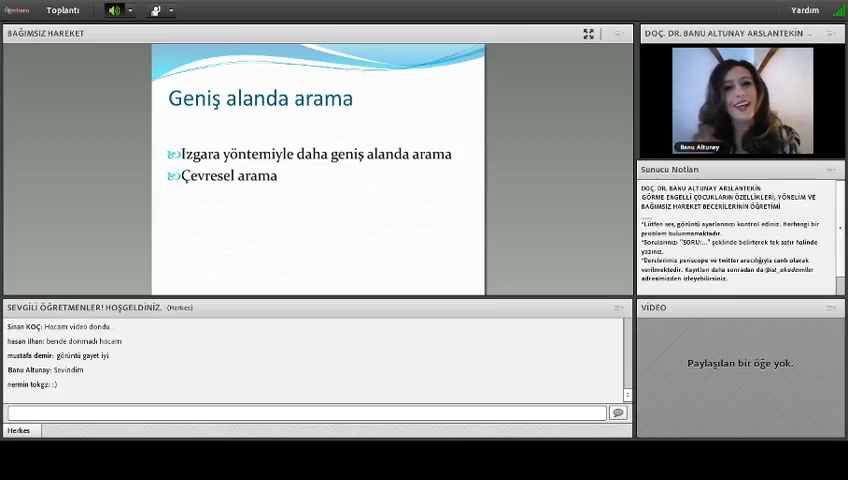 Öğretmen
Toplantı
Yardım
BAĞIMSIZ HAREKET
Geniş alanda arama
Izgara yöntemiyle daha geniş alanda arama
Çevresel arama
DOÇ. DR. BANU ALTUNAY ARSLANTEKİN ..
Banu Altunay
Sunucu Notları
DOÇ. DR. BANU ALTUNAY ARSLANTEKİN
GÖRME ENGELLİ ÇOCUKLARIN ÖZELLİKLERİ, YÖNELİM VE
BAĞIMSIZ HAREKET BECERİLERİNİN ÖĞRETİMİ
*Lütfen ses, görüntü ayarlarınızı kontrol ediniz. Herhangi bir
problem bulunmamaktadır.
*Sorularınızı "SORU:..." şeklinde belirterek tek satır halinde
yazınız.
*Derslerimiz periscope ve twitter aracılığıyla canlı olarak
verilmektedir. Kayıtları daha sonradan da @ist_akademiler
adresimizden izleyebilirsiniz.
SEVGİLİ ÖĞRETMENLER! HOŞGELDİNİZ. (Herkes)
Sinan KOÇ: Hocam video dondu..
hasan ilhan: bende donmadı hocam
mustafa demir: görüntü gayet iyi
Banu Altunay: Sevindim
nermin tokgz: :)
Herkes
VİDEO
Paylaşılan bir öğe yok.